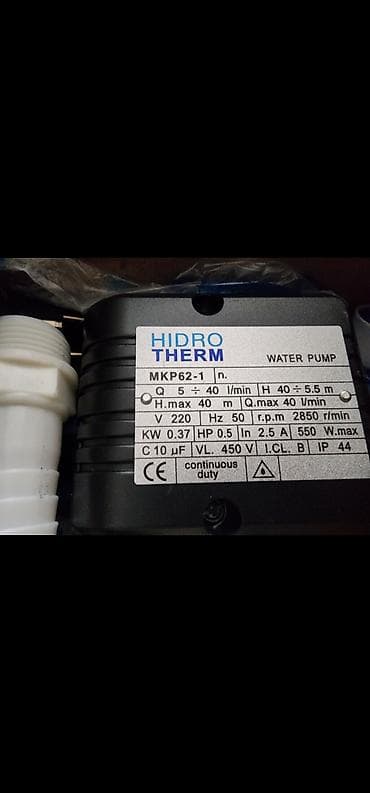 HIDRO
THERM WATER PUMP
MKP62-1 n.
Q 5 ÷ 40 l/min H 40 ÷ 5.5 m
H.max 40 m Q.max 40 l/min
V 220 Hz 50 r.p.m 2850 r/min
KW 0.37 HP 0.5 In 2.5 A 550 W.max
C 10 µF VL. 450 V I.CL. B IP 44
CE continuous
duty